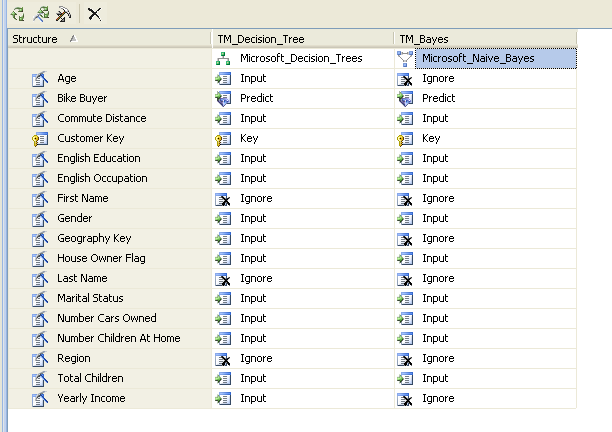 Structure TM_Decision_Tree TM_Bayes
Microsoft_Decision_Trees Microsoft_Naive_Bayes
Age Input Ignore
Bike Buyer Predict Predict
Commute Distance Input Input
Customer Key Key Key
English Education Input Input
English Occupation Input Input
First Name Ignore Ignore
Gender Input Input
Geography Key Input Ignore
House Owner Flag Input Input
Last Name Ignore Ignore
Marital Status Input Input
Number Cars Owned Input Input
Number Children At Home Input Input
Region Ignore Ignore
Total Children Input Input
Yearly Income Input Ignore